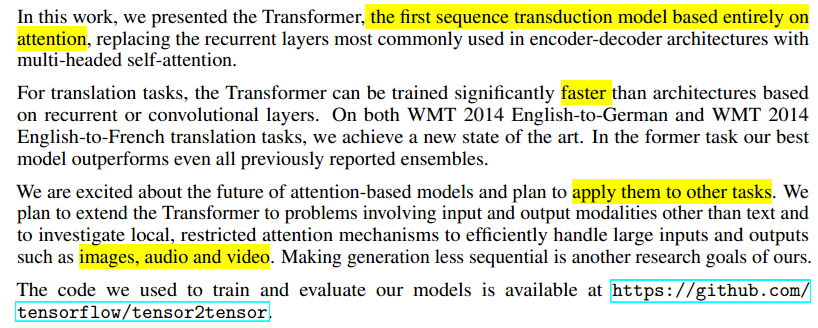 In this work, we presented the Transformer, the first sequence transduction model based entirely on
attention, replacing the recurrent layers most commonly used in encoder-decoder architectures with
multi-headed self-attention.
For translation tasks, the Transformer can be trained significantly faster than architectures based
on recurrent or convolutional layers. On both WMT 2014 English-to-German and WMT 2014
English-to-French translation tasks, we achieve a new state of the art. In the former task our best
model outperforms even all previously reported ensembles.
We are excited about the future of attention-based models and plan to apply them to other tasks. We
plan to extend the Transformer to problems involving input and output modalities other than text and
to investigate local, restricted attention mechanisms to efficiently handle large inputs and outputs
such as images, audio and video. Making generation less sequential is another research goals of ours.
The code we used to train and evaluate our models is available at https://github.com/
tensorflow/tensor2tensor.